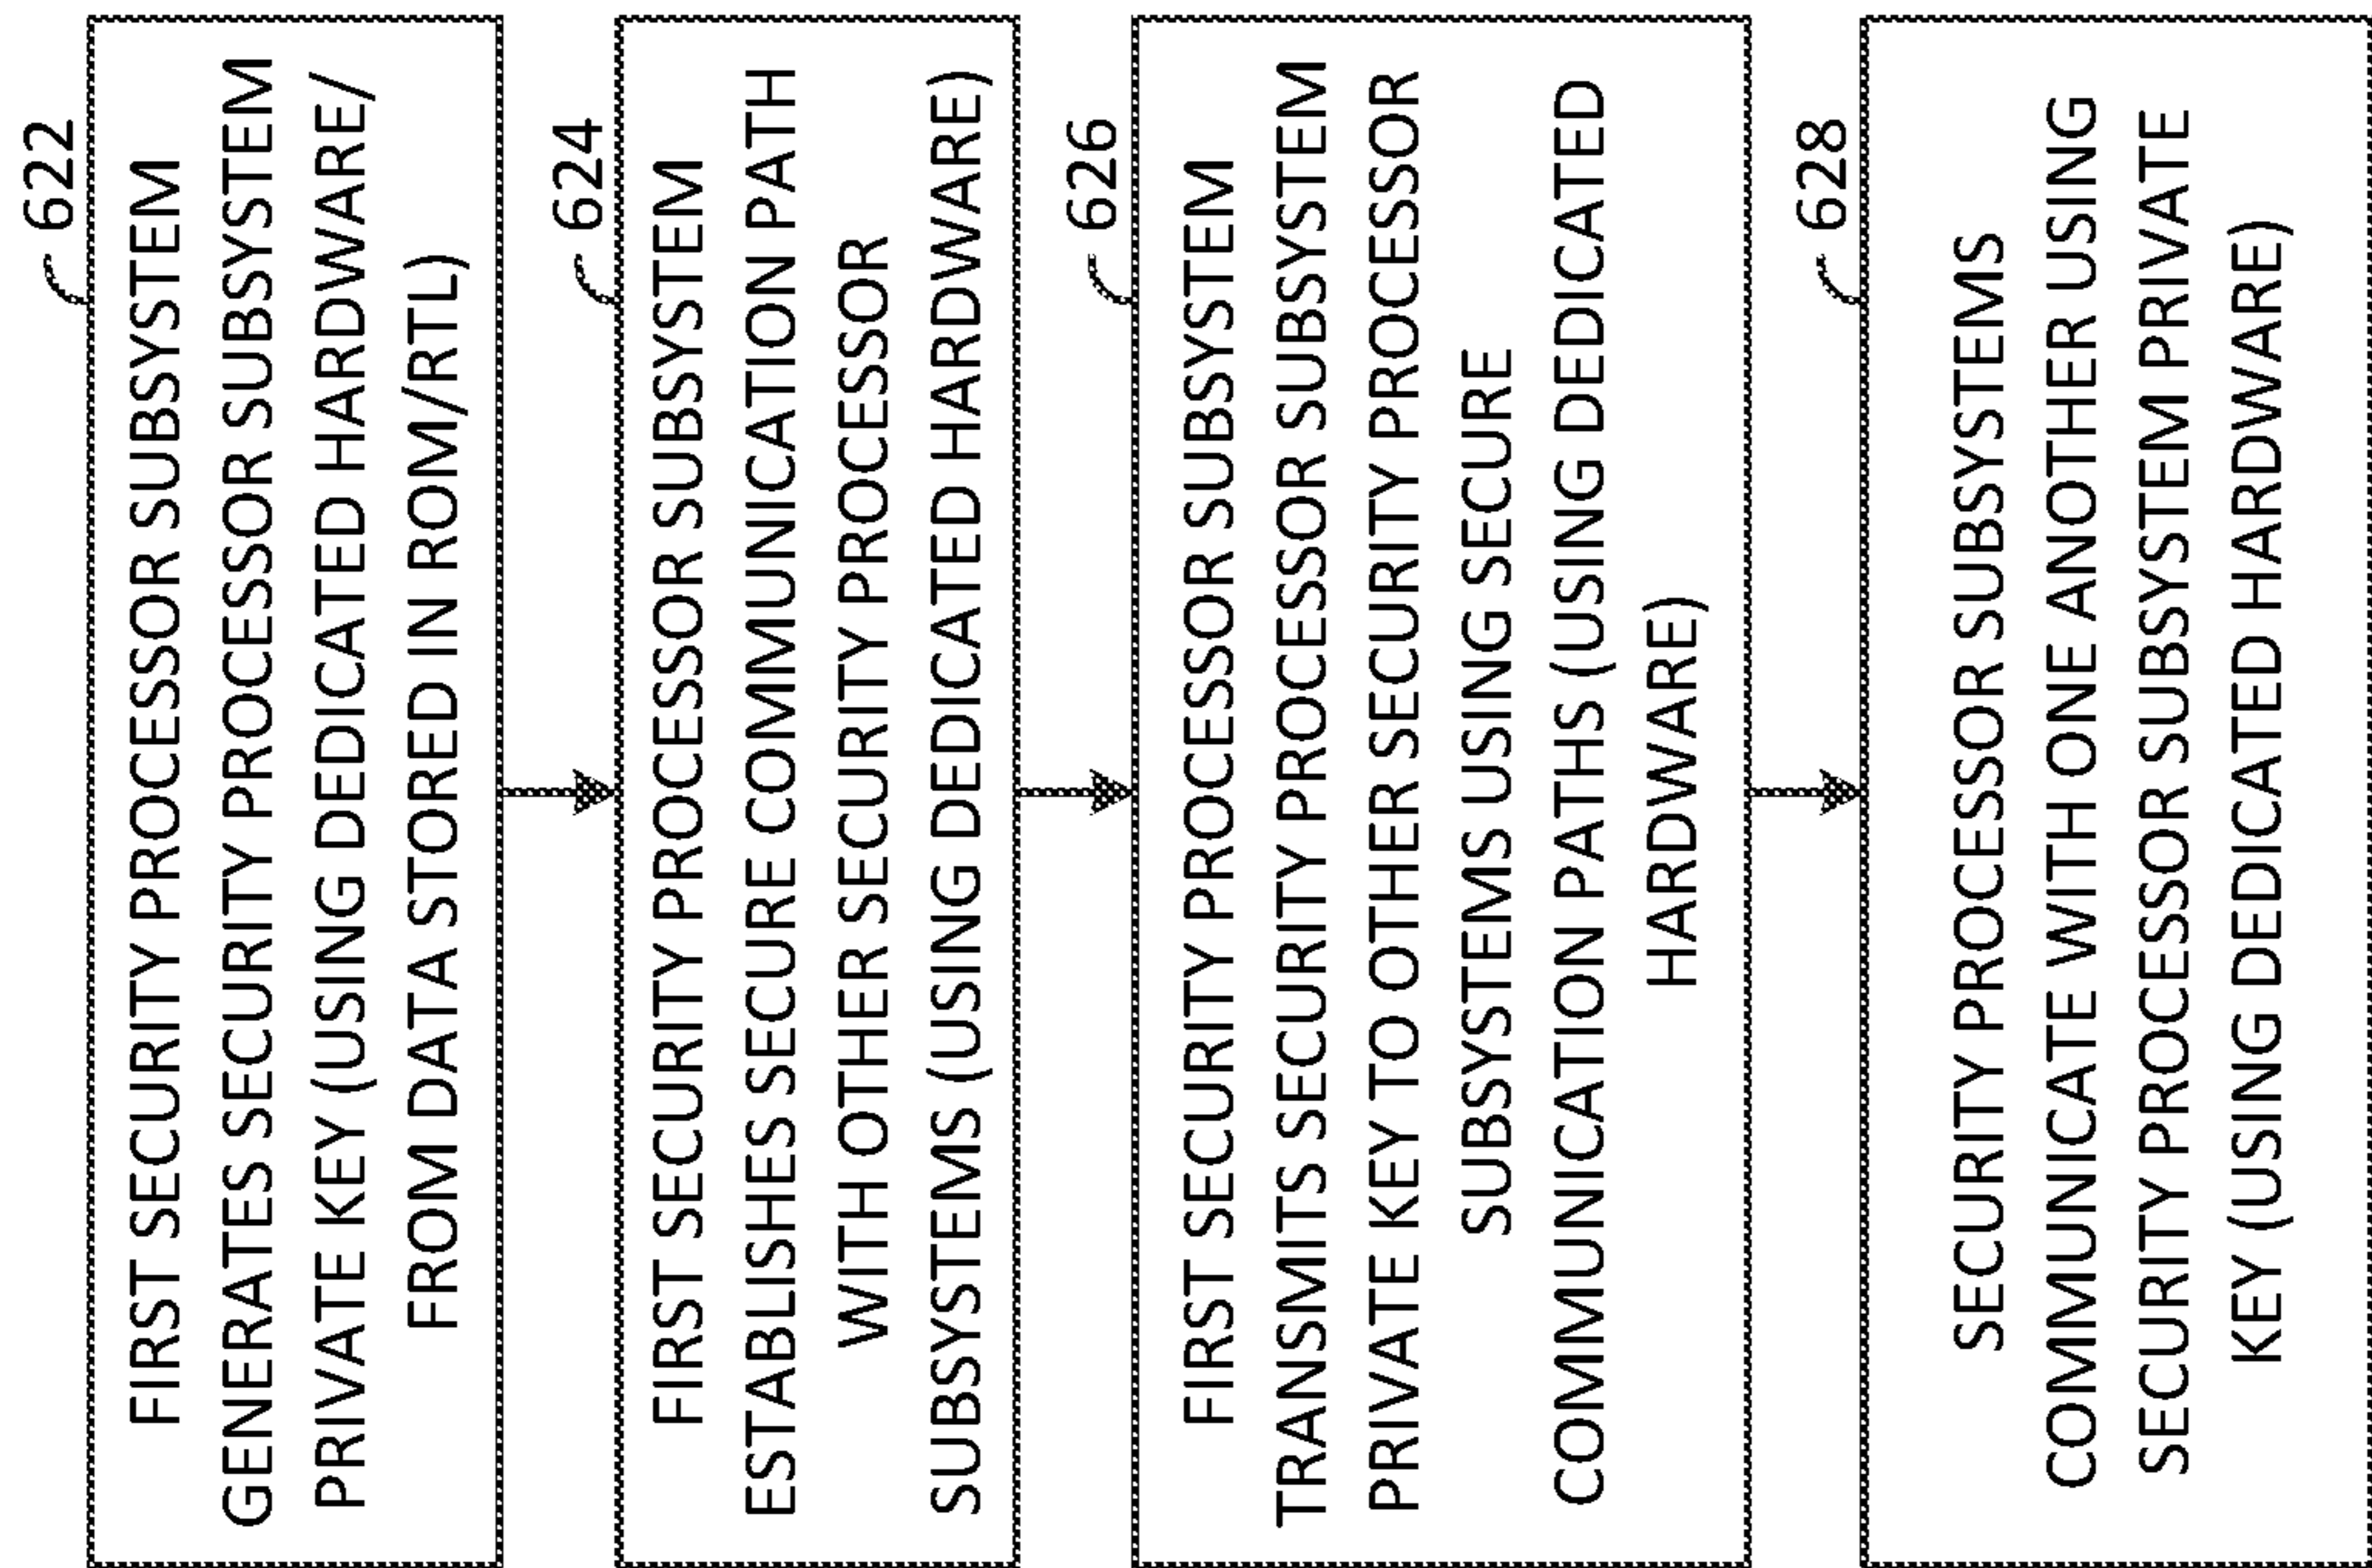 622
FIRST SECURITY PROCESSOR SUBSYSTEM
GENERATES SECURITY PROCESSOR SUBSYSTEM
PRIVATE KEY (USING DEDICATED HARDWARE/
FROM DATA STORED IN ROM/RTL)
624
FIRST SECURITY PROCESSOR SUBSYSTEM
ESTABLISHES SECURE COMMUNICATION PATH
WITH OTHER SECURITY PROCESSOR
SUBSYSTEMS (USING DEDICATED HARDWARE)
626
FIRST SECURITY PROCESSOR SUBSYSTEM
TRANSMITS SECURITY PROCESSOR SUBSYSTEM
PRIVATE KEY TO OTHER SECURITY PROCESSOR
SUBSYSTEMS USING SECURE
COMMUNICATION PATHS (USING DEDICATED
HARDWARE)
628
SECURITY PROCESSOR SUBSYSTEMS
COMMUNICATE WITH ONE ANOTHER USING
SECURITY PROCESSOR SUBSYSTEM PRIVATE
KEY (USING DEDICATED HARDWARE)